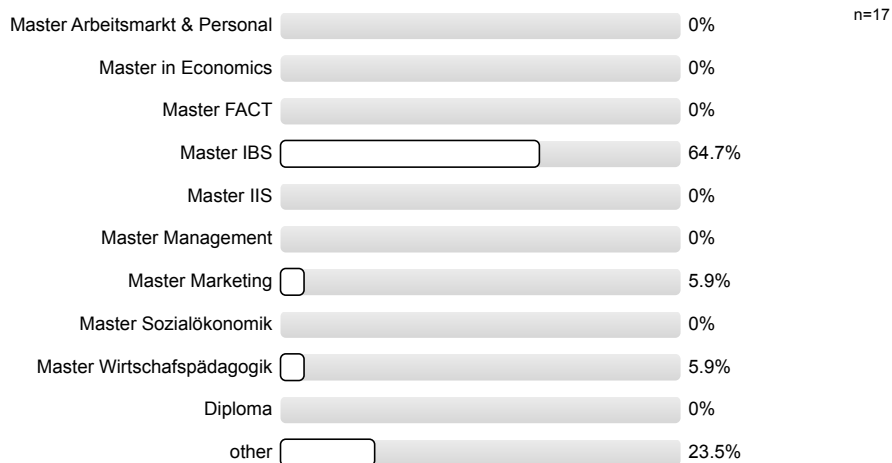 Master Arbeitsmarkt & Personal 0% n=17
Master in Economics 0%
Master FACT 0%
Master IBS 64.7%
Master IIS 0%
Master Management 0%
Master Marketing 5.9%
Master Sozialökonomik 0%
Master Wirtschafspädagogik 5.9%
Diploma 0%
other 23.5%